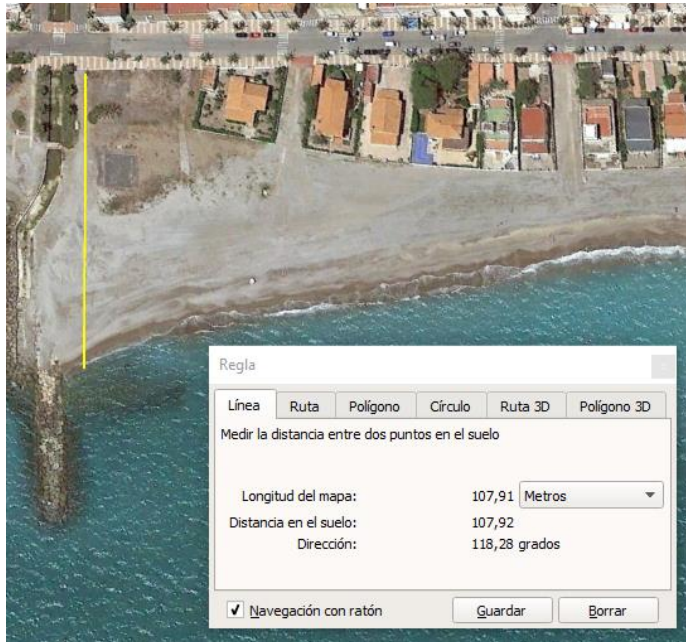 Regla
Línea Ruta Polígono Círculo Ruta 3D Polígono 3D
Medir la distancia entre dos puntos en el suelo
Longitud del mapa: 107,91 Metros
Distancia en el suelo: 107,92
Dirección: 118,28 grados
Navegación con ratón Guardar Borrar